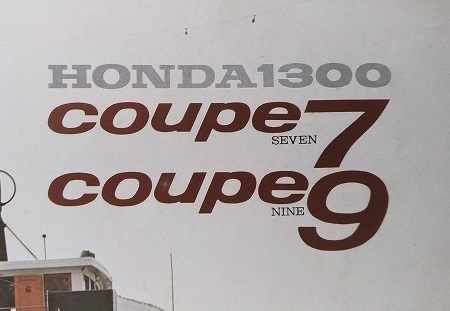 HONDA1300
coupe7
SEVEN
coupe9
NINE